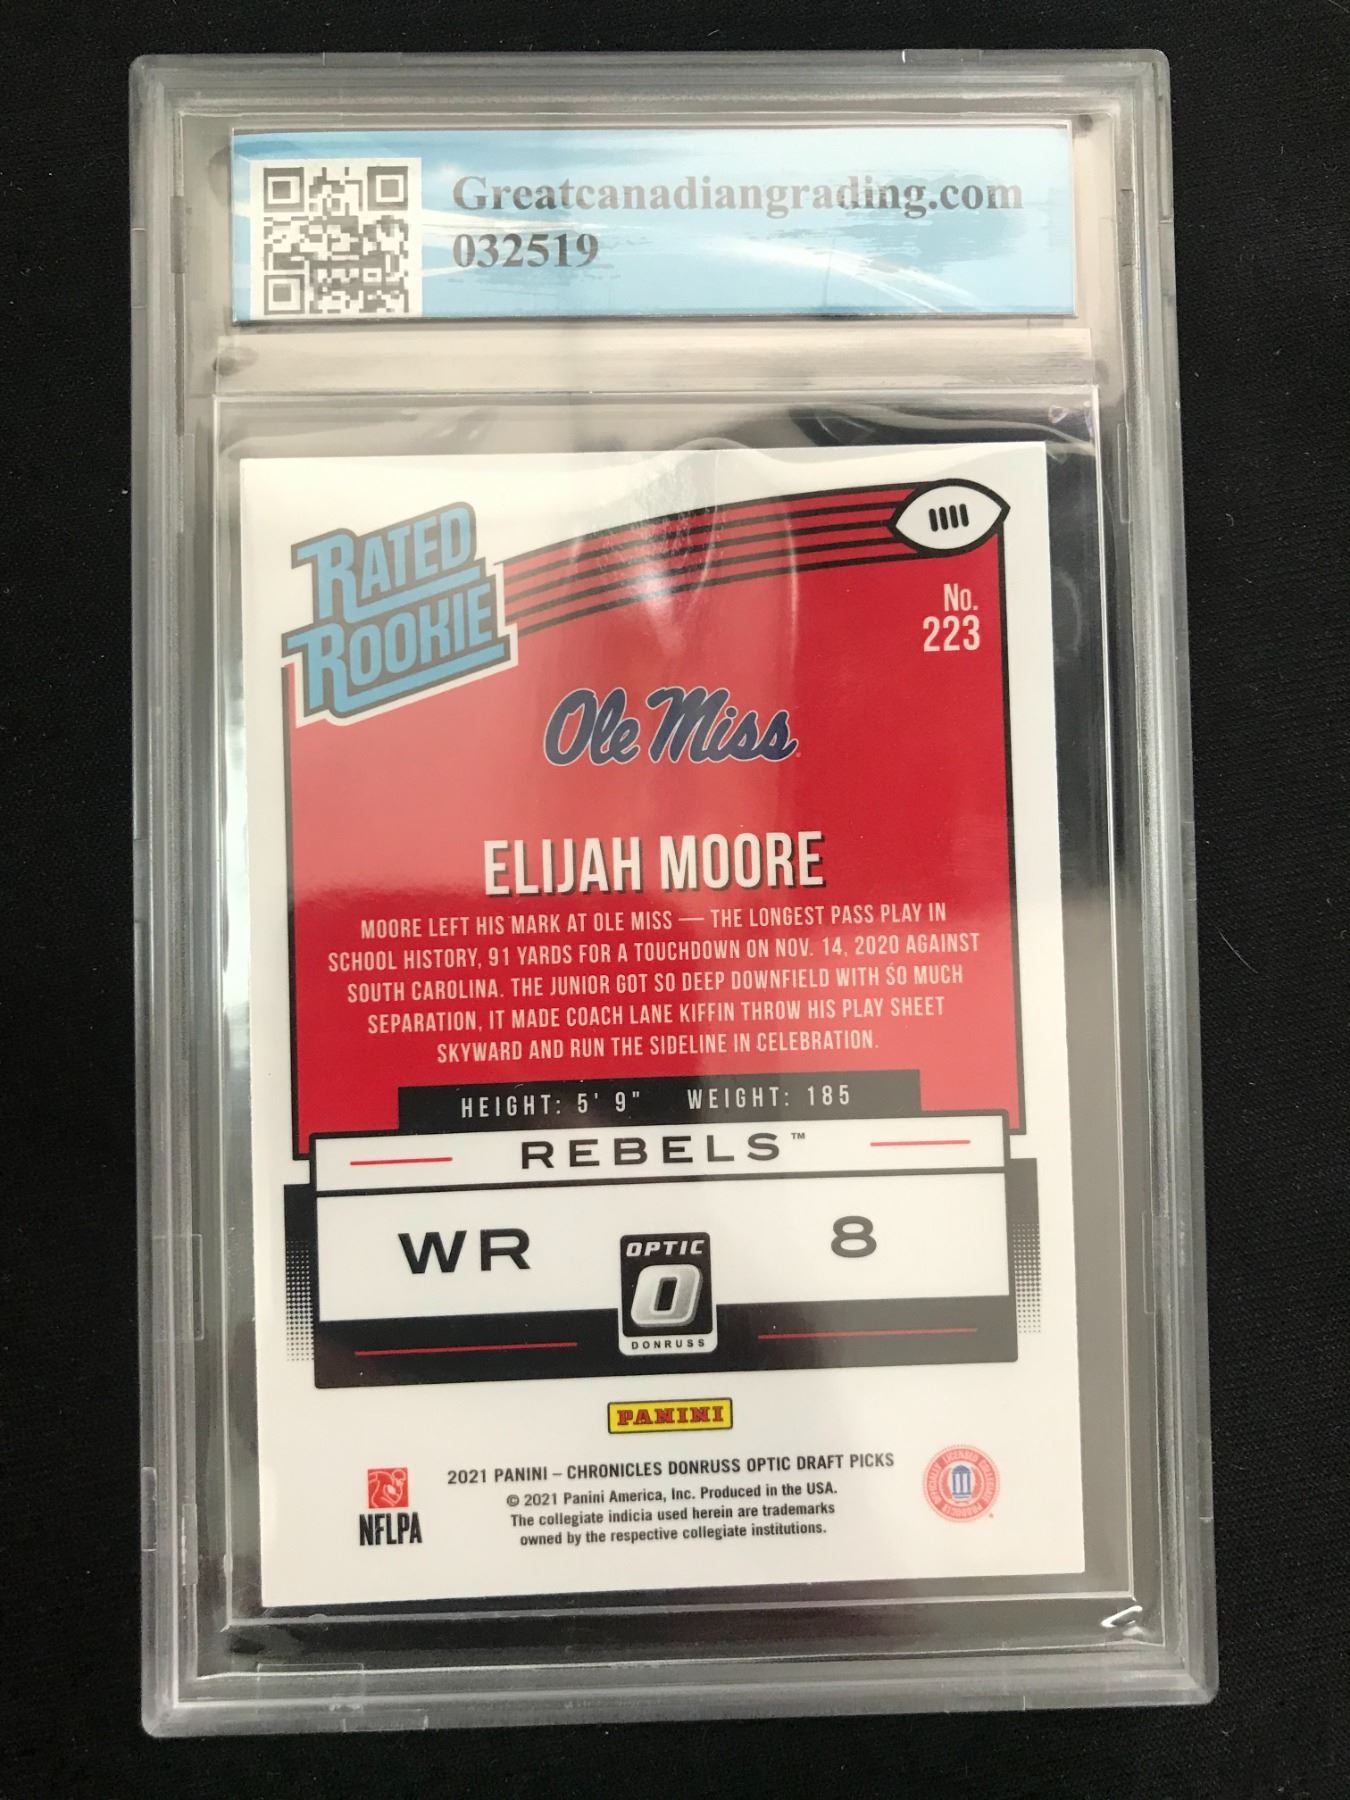 Greatcanadiangrading.com
032519
RATED
ROOKIE
No.
223
Ole Miss
ELIJAH MOORE
MOORE LEFT HIS MARK AT OLE MISS — THE LONGEST PASS PLAY IN
SCHOOL HISTORY, 91 YARDS FOR A TOUCHDOWN ON NOV. 14, 2020 AGAINST
SOUTH CAROLINA. THE JUNIOR GOT SO DEEP DOWNFIELD WITH SO MUCH
SEPARATION, IT MADE COACH LANE KIFFIN THROW HIS PLAY SHEET
SKYWARD AND RUN THE SIDELINE IN CELEBRATION.
HEIGHT: 5' 9" WEIGHT: 185
REBELS™
WR 8
OPTIC
O
DONRUSS
PANINI
2021 PANINI – CHRONICLES DONRUSS OPTIC DRAFT PICKS
© 2021 Panini America, Inc. Produced in the USA.
The collegiate indicia used herein are trademarks
owned by the respective collegiate institutions.
NFLPA
OFFICIALLY LICENSED COLLEGIATE PRODUCTS